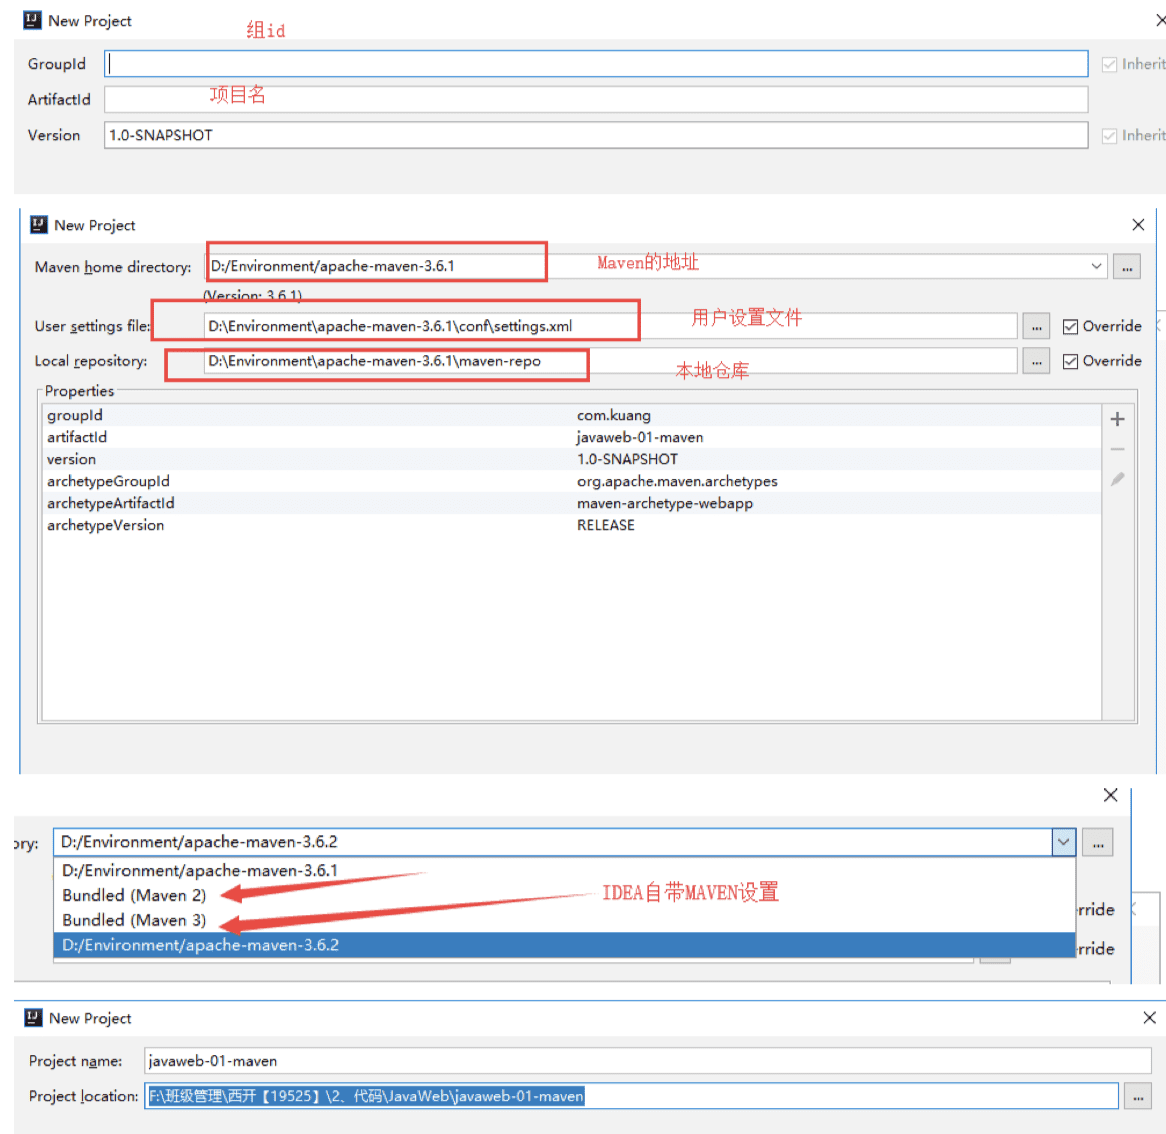 New Project
组id
GroupId
Inherit
ArtifactId
项目名
Version
1.0-SNAPSHOT
Inherit
New Project
Maven home directory:
D:/Environment/apache-maven-3.6.1
Maven的地址
...
(Version: 3.6.1)
User settings file:
D:\Environment\apache-maven-3.6.1\conf\settings.xml
用户设置文件
...
Override
Local repository:
D:\Environment\apache-maven-3.6.1\maven-repo
本地仓库
...
Override
Properties
groupId com.kuang
artifactId javaweb-01-maven
version 1.0-SNAPSHOT
archetypeGroupId org.apache.maven.archetypes
archetypeArtifactId maven-archetype-webapp
archetypeVersion RELEASE
ory:
D:/Environment/apache-maven-3.6.2
...
D:/Environment/apache-maven-3.6.1
Bundled (Maven 2)
IDEA自带MAVEN设置
Bundled (Maven 3)
rride
D:/Environment/apache-maven-3.6.2
rride
New Project
Project name: javaweb-01-maven
Project location: F:\班级管理\西开【19525】\2、代码\JavaWeb\javaweb-01-maven
...